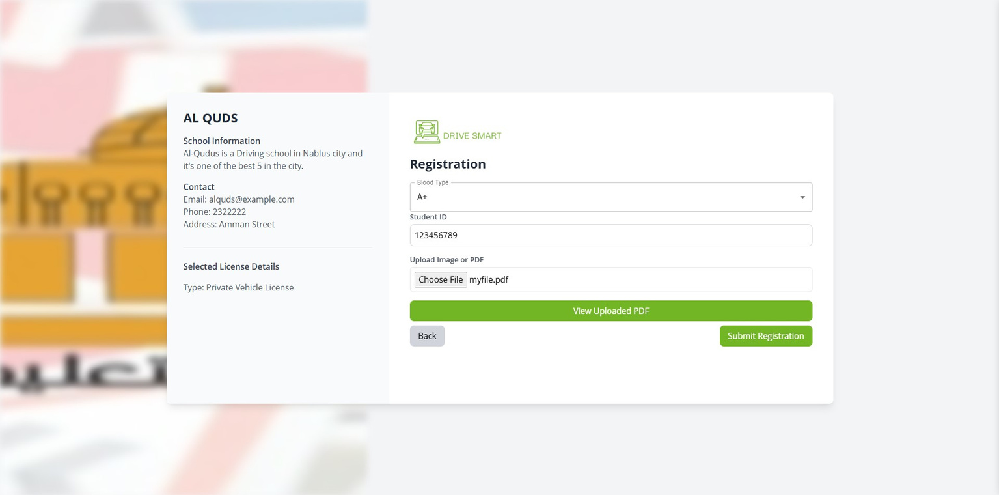 AL QUDS
School Information
Al-Qudus is a Driving school in Nablus city and
it's one of the best 5 in the city.
Contact
Email: alquds@example.com
Phone: 2322222
Address: Amman Street
Selected License Details
Type: Private Vehicle License
DRIVE SMART
Registration
Blood Type
A+
Student ID
123456789
Upload Image or PDF
Choose File myfile.pdf
View Uploaded PDF
Back
Submit Registration